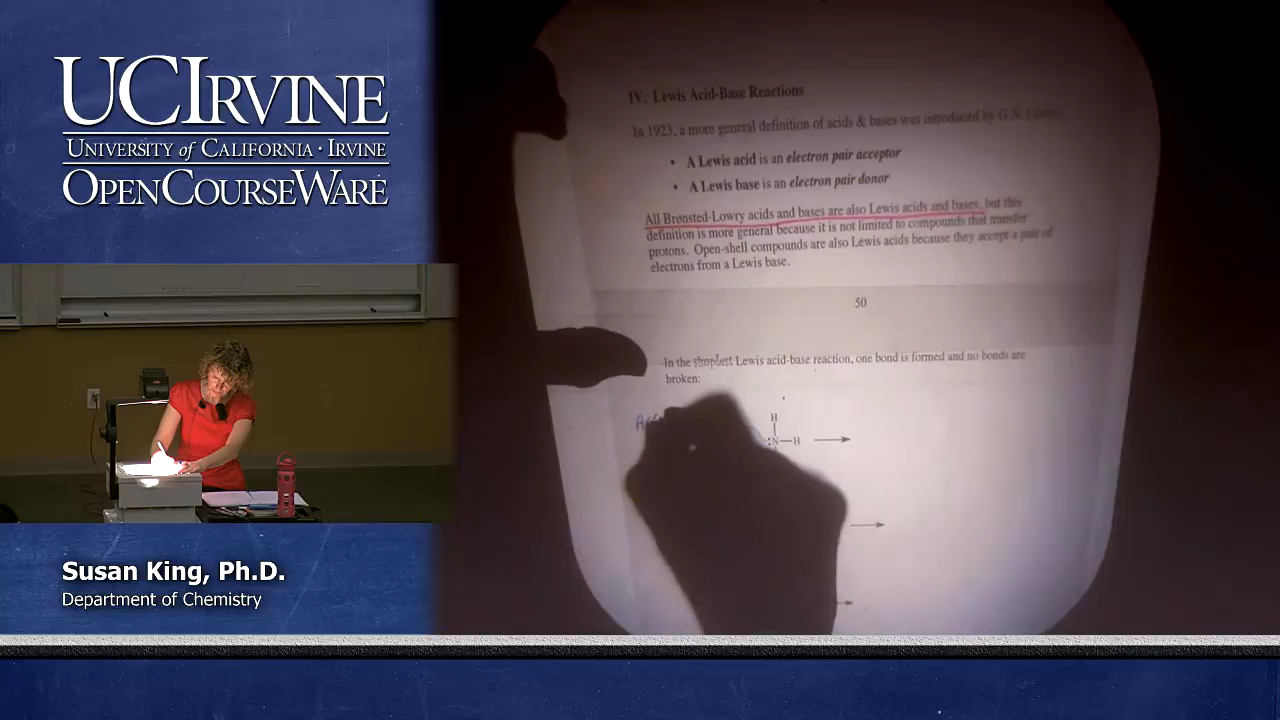 UCIRVINE
UNIVERSITY of CALIFORNIA · IRVINE
OPENCOURSEWARE
Susan King, Ph.D.
Department of Chemistry
IV. Lewis Acid-Base Reactions
In 1923, a more general definition of acids & bases was introduced by G.N.
• A Lewis acid is an electron pair acceptor
• A Lewis base is an electron pair donor
All Brønsted-Lowry acids and bases are also Lewis acids and bases, but this
definition is more general because it is not limited to compounds that transfer
protons. Open-shell compounds are also Lewis acids because they accept a pair of
electrons from a Lewis base.
50
In the simplest Lewis acid-base reaction, one bond is formed and no bonds are
broken:
H
:N—H